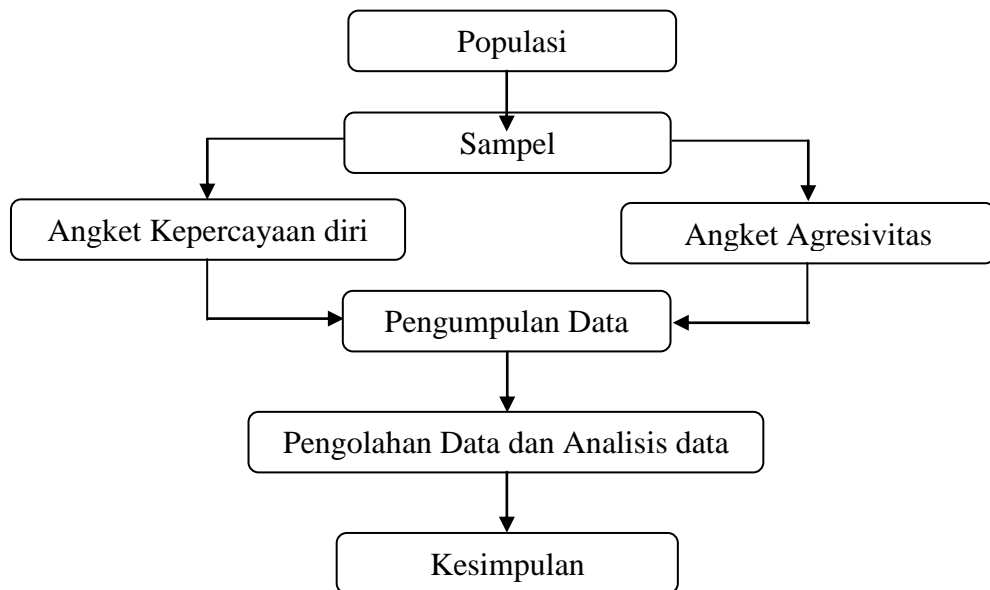 Populasi
Sampel
Angket Kepercayaan diri
Angket Agresivitas
Pengumpulan Data
Pengolahan Data dan Analisis data
Kesimpulan